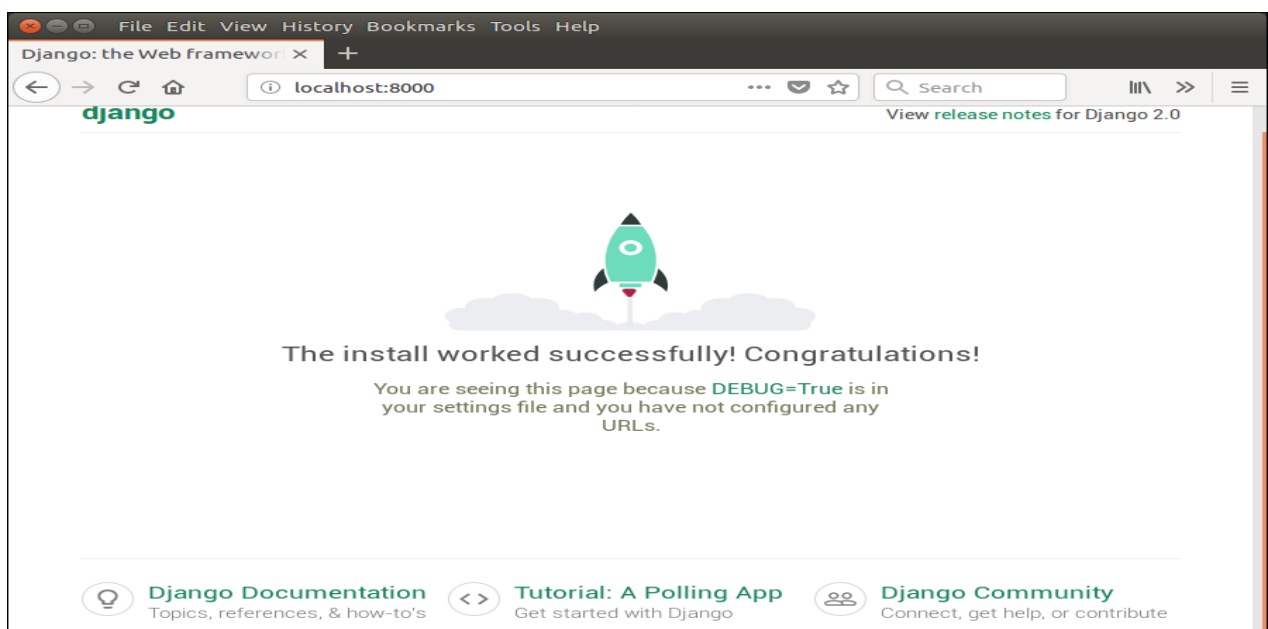 File Edit View History Bookmarks Tools Help
Django: the Web framewor
localhost:8000
Search
django
View release notes for Django 2.0
The install worked successfully! Congratulations!
You are seeing this page because DEBUG=True is in
your settings file and you have not configured any
URLs.
Django Documentation
Topics, references, & how-to's
Tutorial: A Polling App
Get started with Django
Django Community
Connect, get help, or contribute